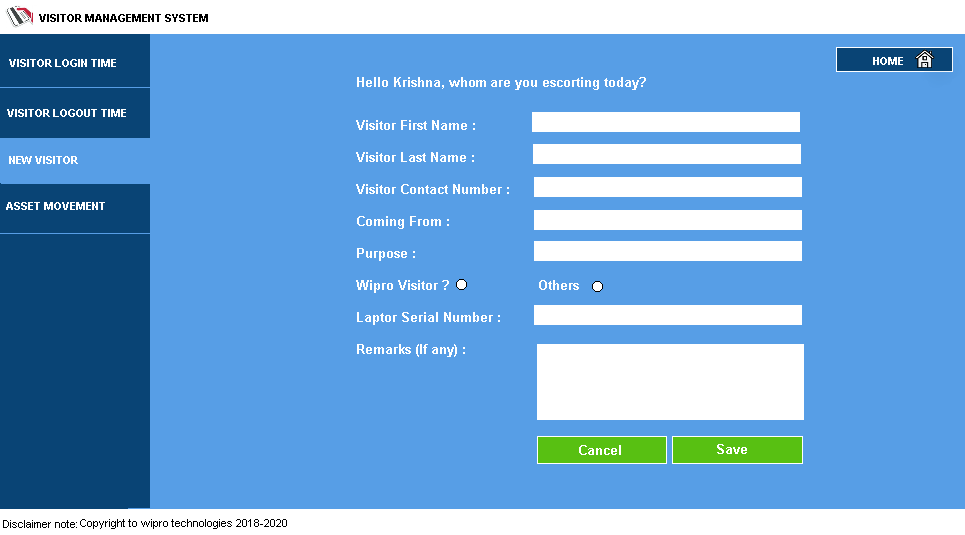 VISITOR MANAGEMENT SYSTEM
VISITOR LOGIN TIME
HOME
Hello Krishna, whom are you escorting today?
VISITOR LOGOUT TIME
Visitor First Name :
NEW VISITOR
Visitor Last Name :
Visitor Contact Number :
ASSET MOVEMENT
Coming From :
Purpose :
Wipro Visitor ? Others
Laptor Serial Number :
Remarks (If any) :
Cancel Save
Disclaimer note: Copyright to wipro technologies 2018-2020